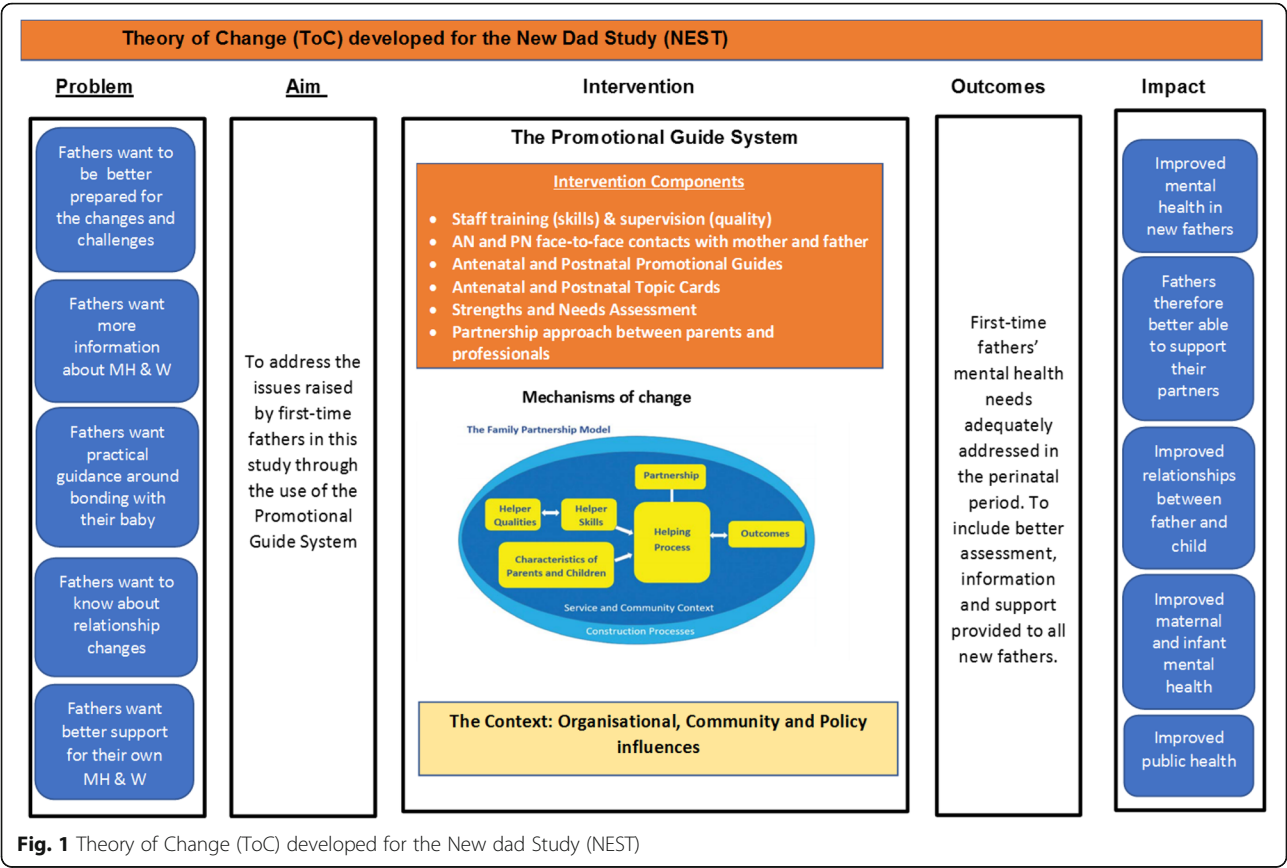 Theory of Change (ToC) developed for the New Dad Study (NEST)
Problem
Fathers want to
be better
prepared for
the changes and
challenges
Fathers want
more
information
about MH & W
Fathers want
practical
guidance around
bonding with
their baby
Fathers want to
know about
relationship
changes
Fathers want
better support
for their own
MH & W
Aim
To address the
issues raised
by first-time
fathers in this
study through
the use of the
Promotional
Guide System
Intervention
The Promotional Guide System
Intervention Components
• Staff training (skills) & supervision (quality)
• AN and PN face-to-face contacts with mother and father
• Antenatal and Postnatal Promotional Guides
• Antenatal and Postnatal Topic Cards
• Strengths and Needs Assessment
• Partnership approach between parents and
professionals
Mechanisms of change
The Family Partnership Model
Partnership
Helper
Qualities
Helper
Skills
Helping
Process
Outcomes
Characteristics of
Parents and Children
Service and Community Context
Construction Processes
The Context: Organisational, Community and Policy
influences
Outcomes
First-time
fathers'
mental health
needs
adequately
addressed in
the perinatal
period. To
include better
assessment,
information
and support
provided to all
new fathers.
Impact
Improved
mental
health in
new fathers
Fathers
therefore
better able
to support
their
partners
Improved
relationships
between
father and
child
Improved
maternal
and infant
mental
health
Improved
public health
Fig. 1 Theory of Change (ToC) developed for the New dad Study (NEST)